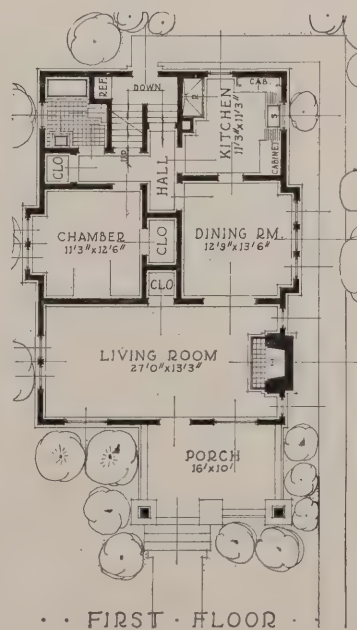 REF.
DOWN
R
CAB.
KITCHEN
11'3"x11'3"
S
CABINET
UP
CLO
HALL
CHAMBER
11'3"x12'6"
CLO
DINING RM.
12'9"x13'6"
CLO
LIVING ROOM
27'0"x13'3"
PORCH
16'x10'
· · FIRST · FLOOR · ·